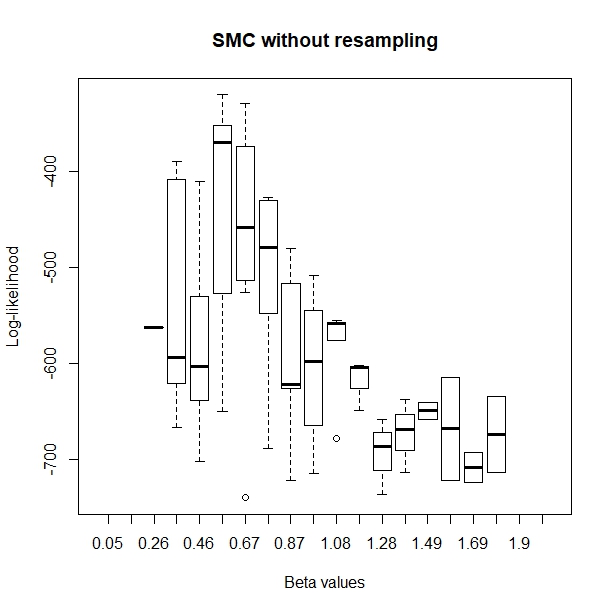 SMC without resampling
Log-likelihood
-400
-500
-600
-700
0.05 0.26 0.46 0.67 0.87 1.08 1.28 1.49 1.69 1.9
Beta values